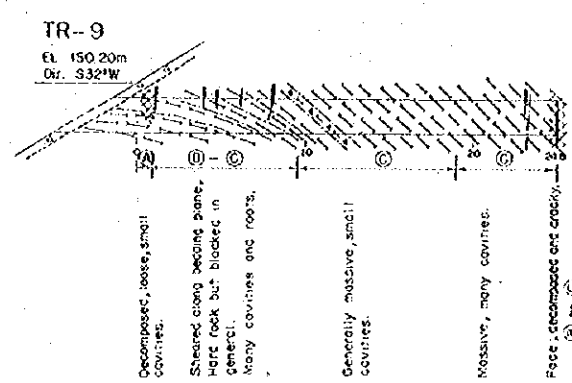 TR-9
EL 150.20m
Dir. S32°W
0 Ⓐ Ⓑ - Ⓒ 10 Ⓒ 20 Ⓒ
Decomposed, loose, small
cavities.
Sheared along bedding plane,
Hard rock but blocked in
general.
Many cavities and roots,
Generally massive, small
cavities.
Massive, many cavities.
Face; decomposed and cracky,